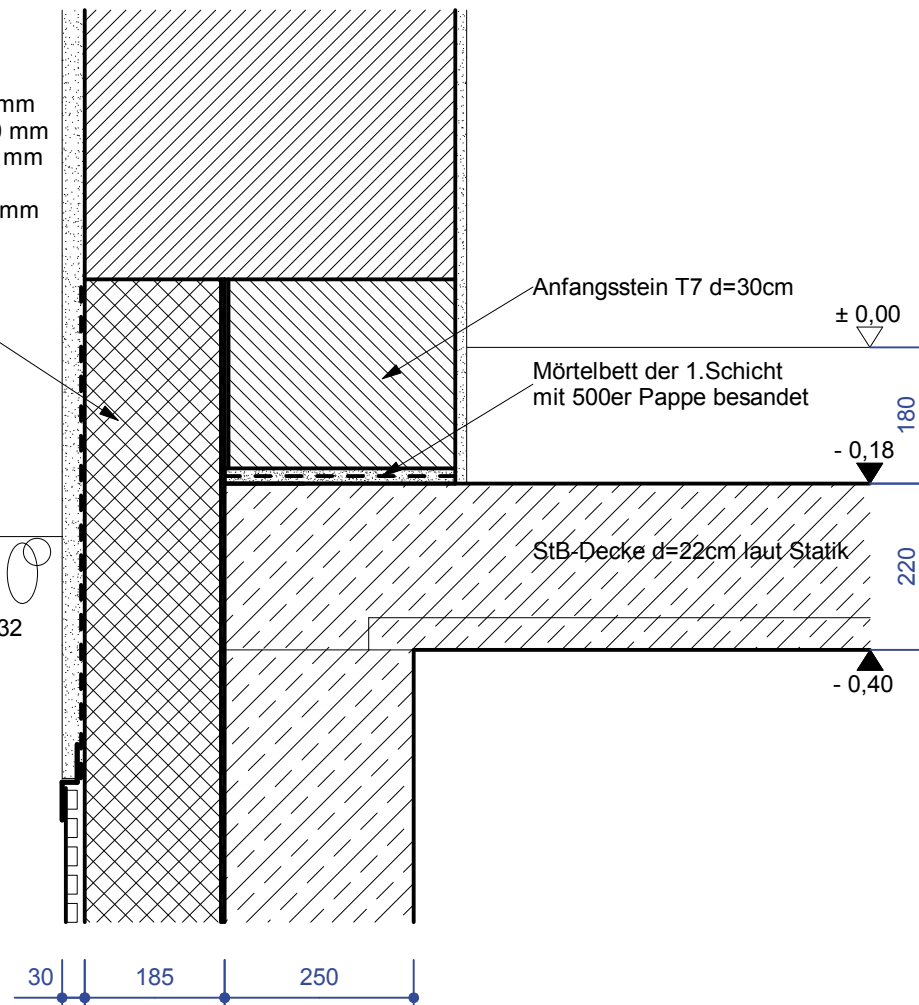 mm
mm
mm
mm
Anfangsstein T7 d=30cm
± 0,00
Mörtelbett der 1.Schicht
mit 500er Pappe besandet
180
- 0,18
StB-Decke d=22cm laut Statik
220
32
- 0,40
30
185
250